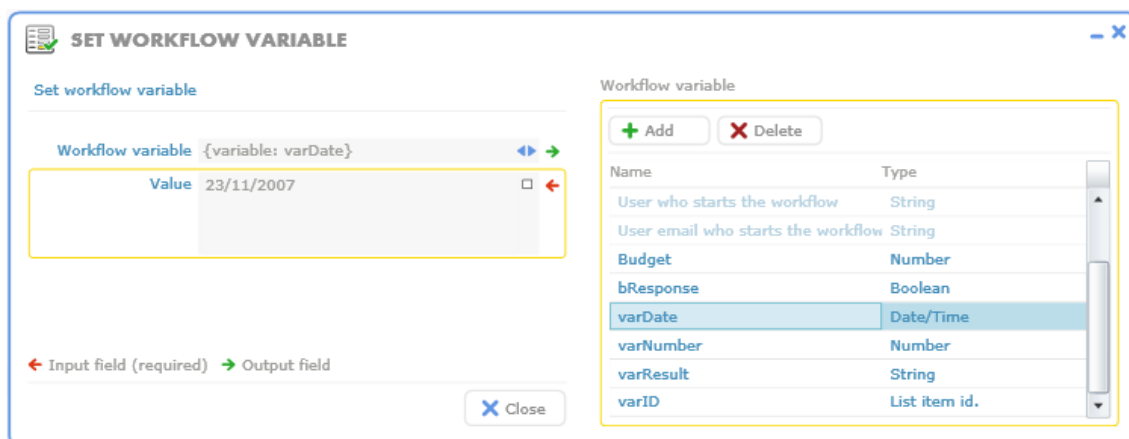 SET WORKFLOW VARIABLE
Set workflow variable
Workflow variable {variable: varDate}
Value 23/11/2007
Input field (required) Output field
Close
Workflow variable
Add Delete
Name Type
User who starts the workflow String
User email who starts the workflow String
Budget Number
bResponse Boolean
varDate Date/Time
varNumber Number
varResult String
varID List item id.